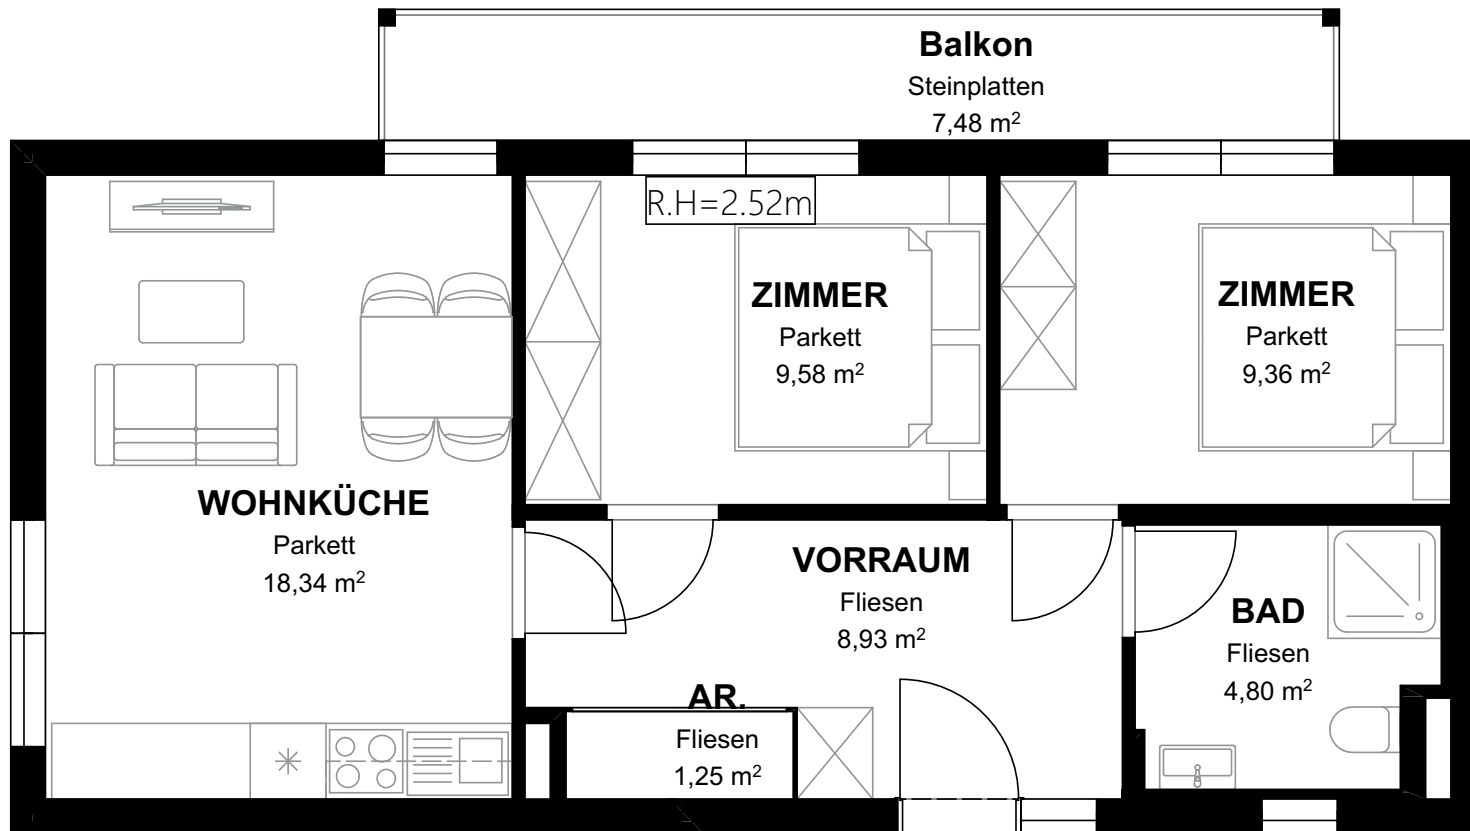 Balkon
Steinplatten
7,48 m²
R.H=2.52m
ZIMMER
Parkett
9,58 m²
ZIMMER
Parkett
9,36 m²
WOHNKÜCHE
Parkett
18,34 m²
VORRAUM
Fliesen
8,93 m²
BAD
Fliesen
4,80 m²
AR.
Fliesen
1,25 m²